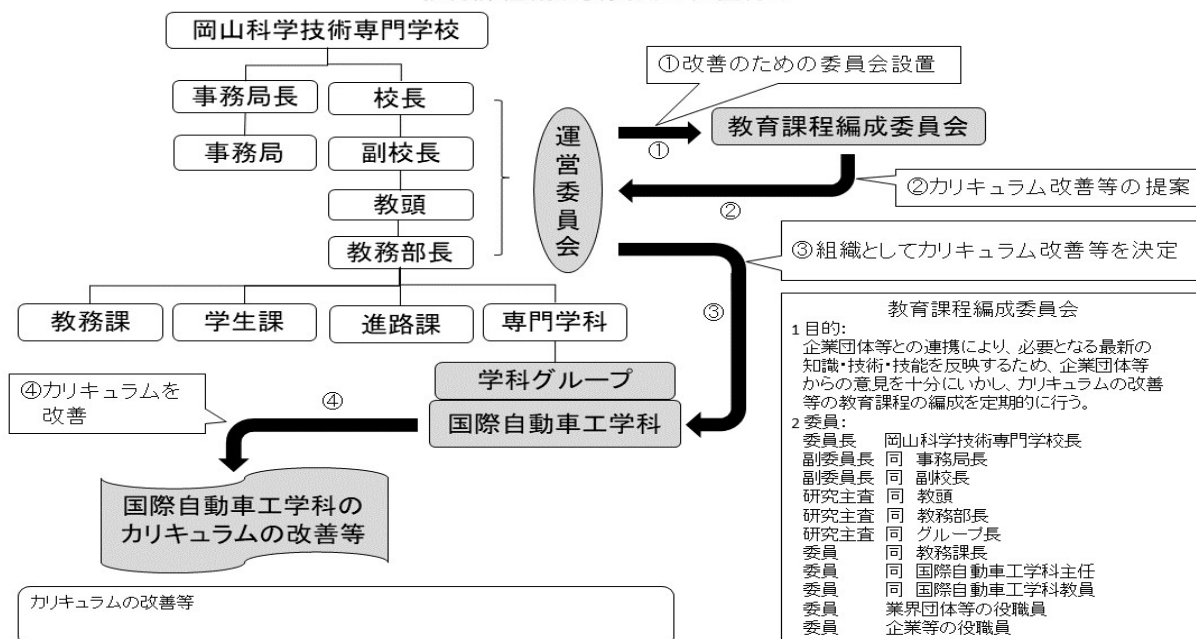 岡山科学技術専門学校
事務局長
校長
事務局
副校長
教頭
教務部長
教務課
学生課
進路課
専門学科
学科グループ
国際自動車工学科
運営委員会
①改善のための委員会設置
①
教育課程編成委員会
②カリキュラム改善等の提案
②
③組織としてカリキュラム改善等を決定
③
④カリキュラムを
改善
④
国際自動車工学科の
カリキュラムの改善等
カリキュラムの改善等
教育課程編成委員会
1 目的:
企業団体等との連携により、必要となる最新の
知識・技術・技能を反映するため、企業団体等
からの意見を十分にいかし、カリキュラムの改善
等の教育課程の編成を定期的に行う。
2 委員:
委員長 岡山科学技術専門学校長
副委員長 同 事務局長
副委員長 同 副校長
研究主査 同 教頭
研究主査 同 教務部長
研究主査 同 グループ長
委員 同 教務課長
委員 同 国際自動車工学科主任
委員 同 国際自動車工学科教員
委員 業界団体等の役職員
委員 企業等の役職員